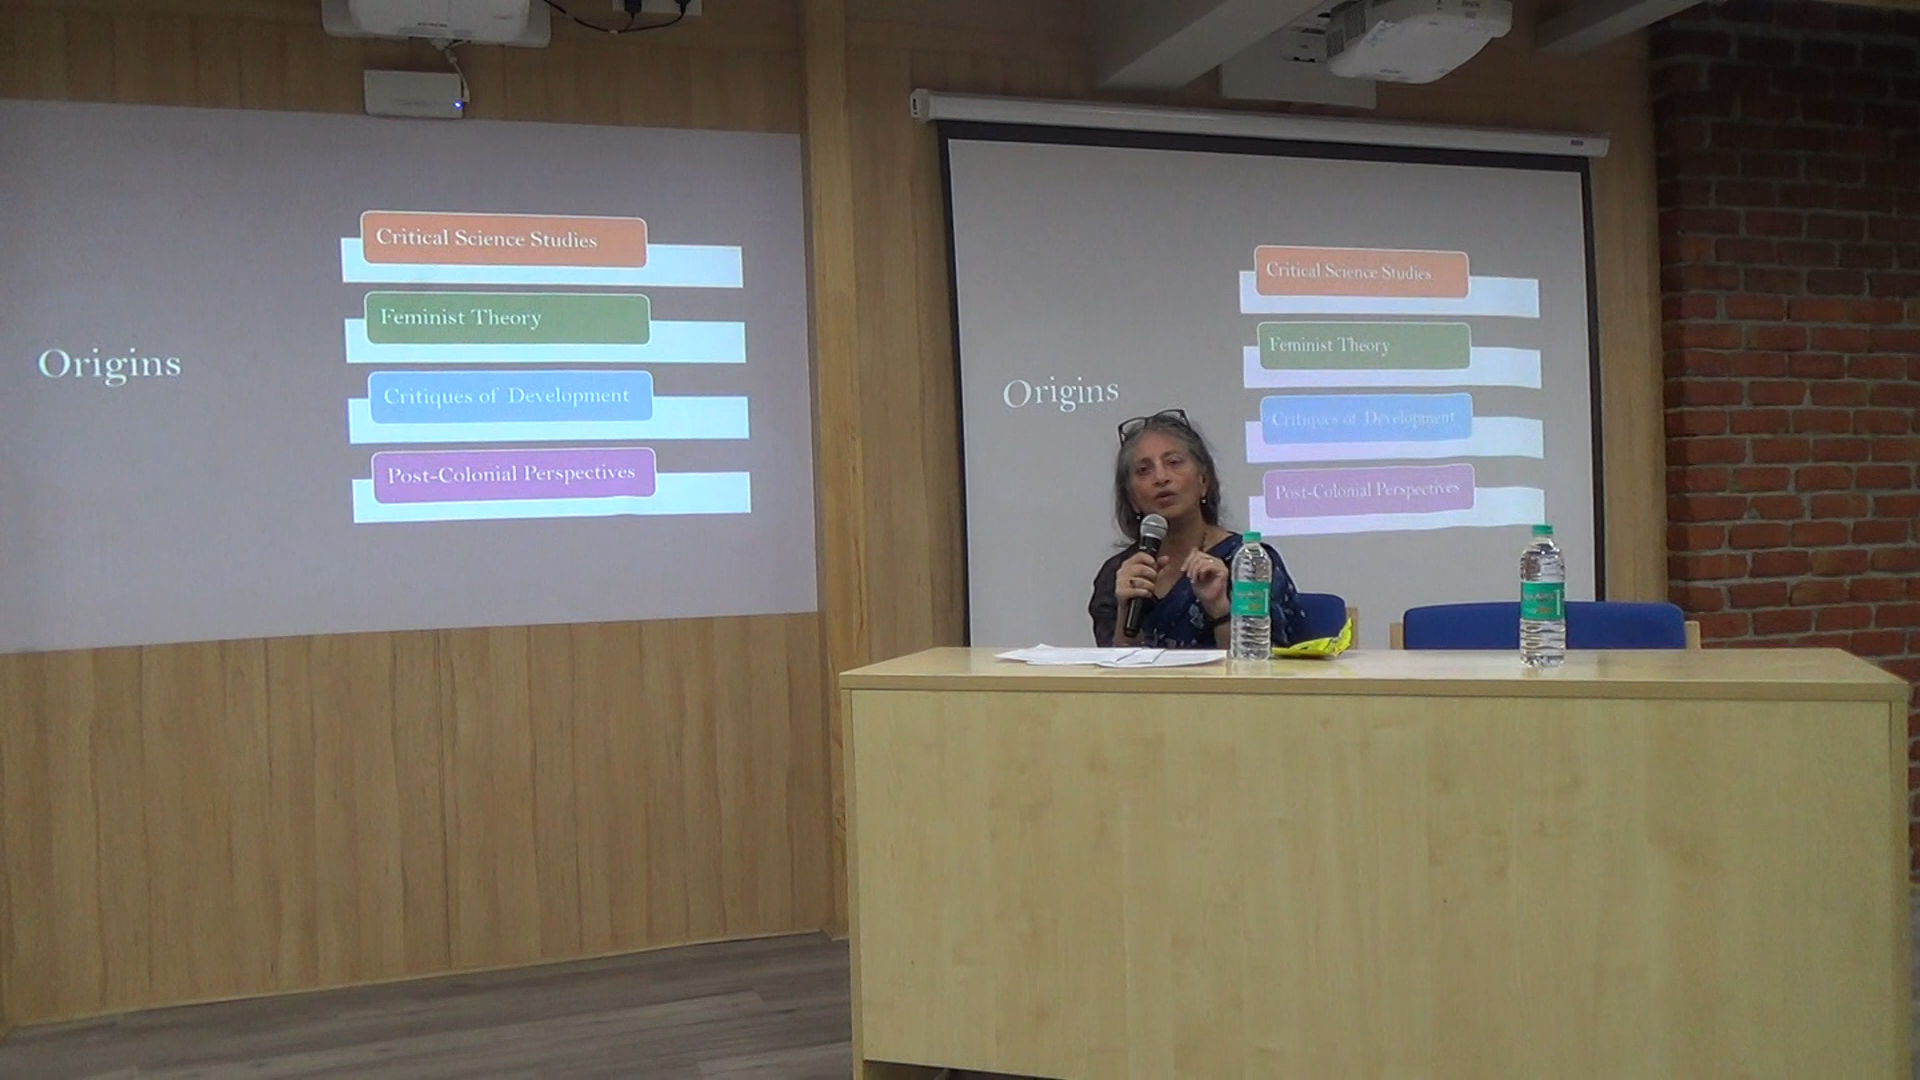 Origins
Critical Science Studies
Feminist Theory
Critiques of Development
Post-Colonial Perspectives
Origins
Critical Science Studies
Feminist Theory
Critiques of Development
Post-Colonial Perspectives